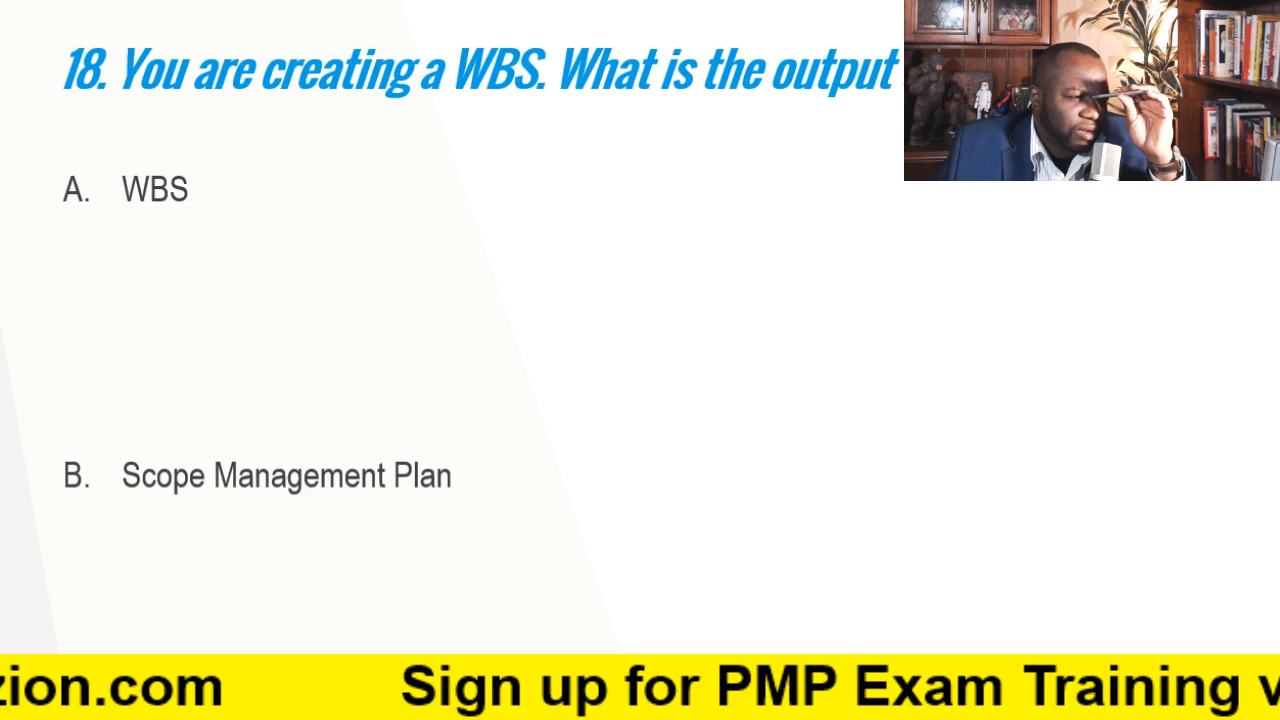 18. You are creating a WBS. What is the output
A. WBS
B. Scope Management Plan
zion.com Sign up for PMP Exam Training